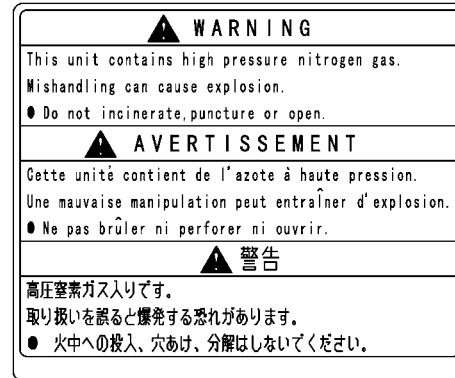 WARNING
This unit contains high pressure nitrogen gas.
Mishandling can cause explosion.
● Do not incinerate,puncture or open.
AVERTISSEMENT
Cette unité contient de l'azote à haute pression.
Une mauvaise manipulation peut entraîner d'explosion.
● Ne pas brûler ni perforer ni ouvrir.
警告
高圧窒素ガス入りです。
取り扱いを誤ると爆発する恐れがあります。
● 火中への投入、穴あけ、分解はしないでください。